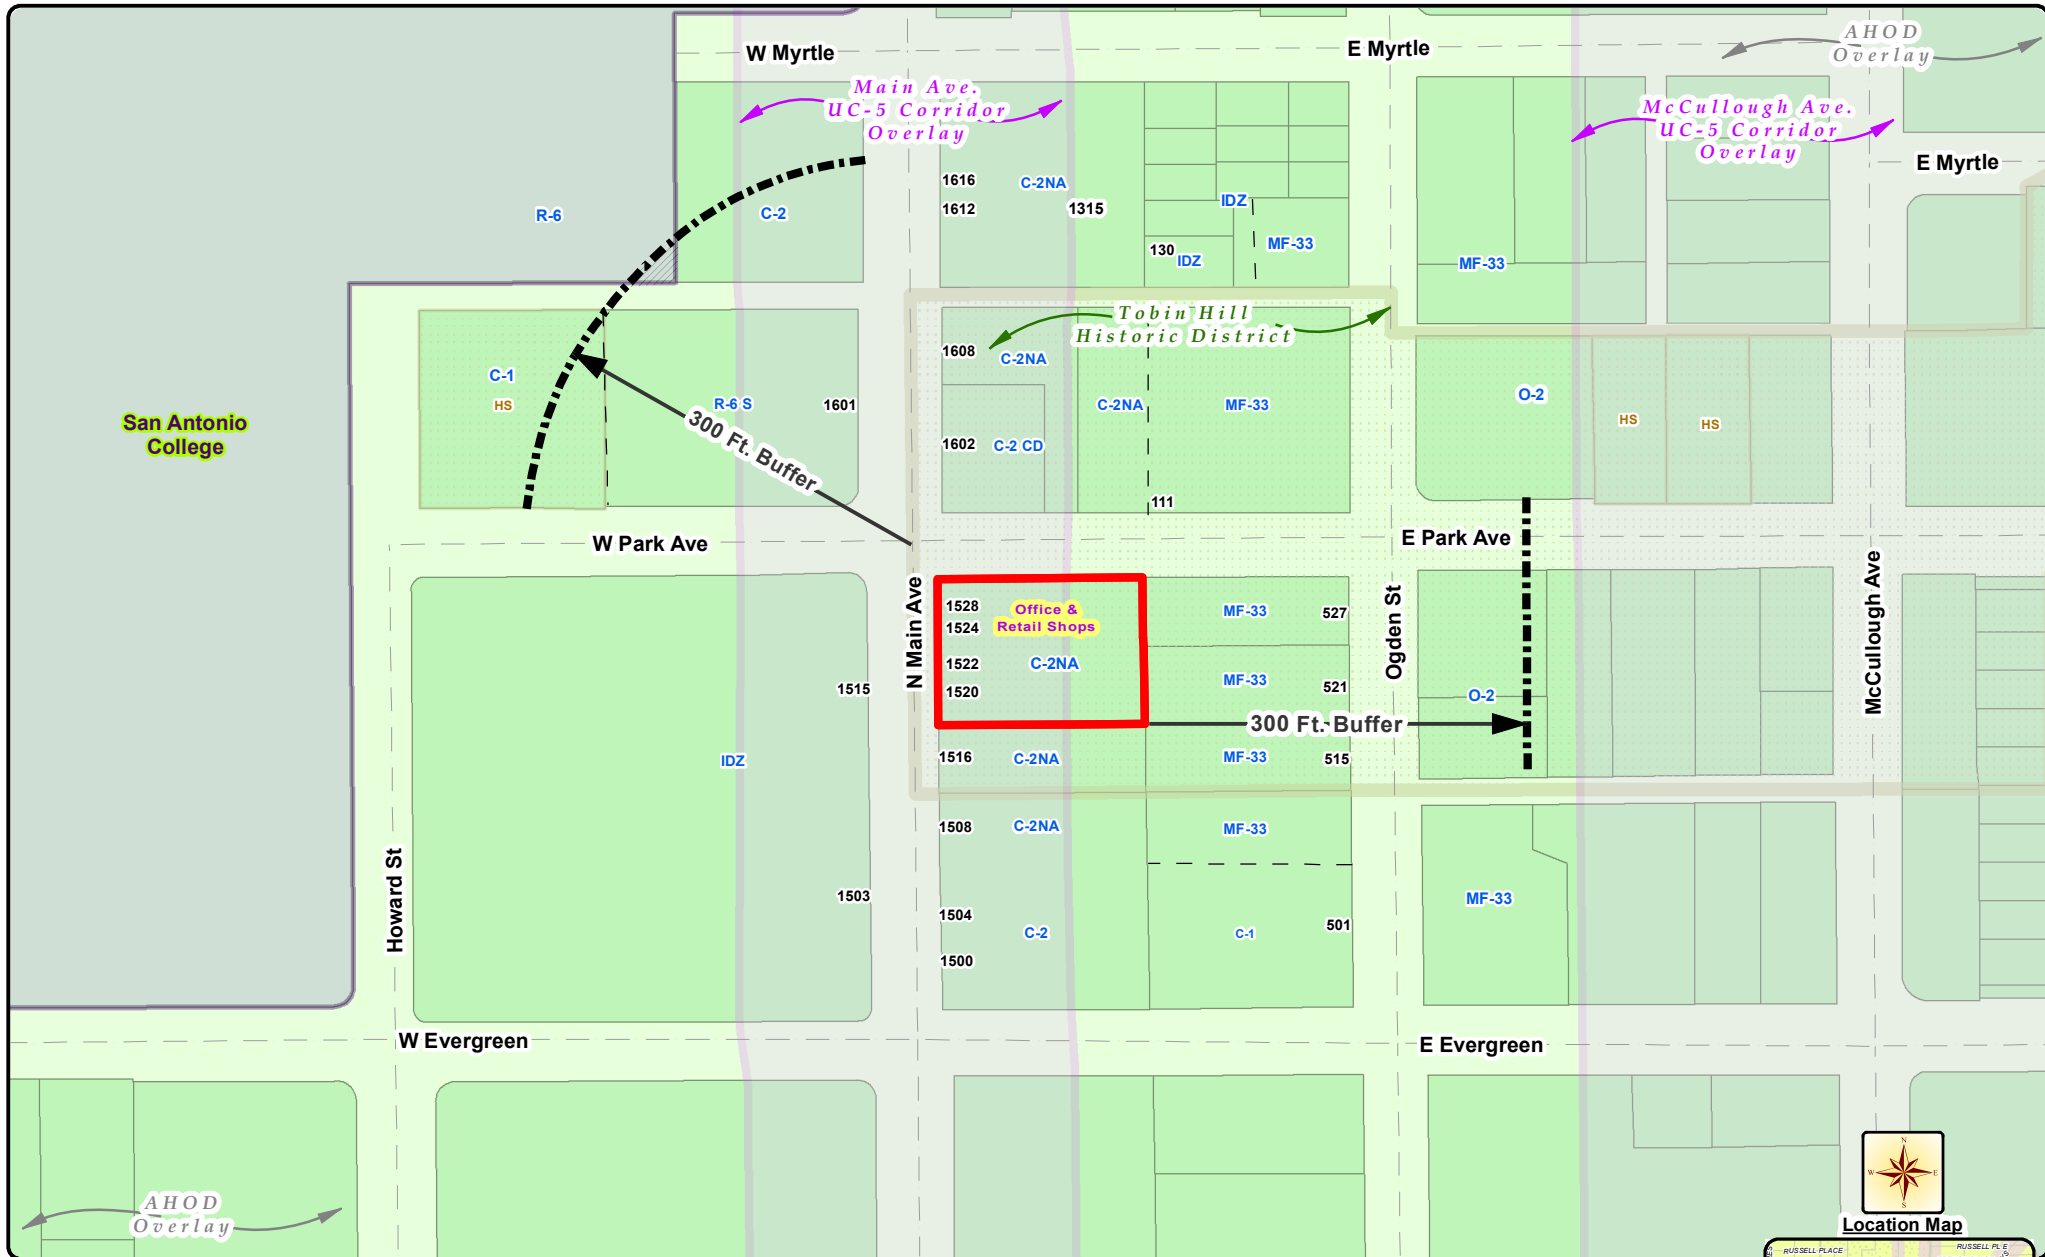 W Myrtle
E Myrtle
AHOD
Overlay
Main Ave.
UC-5 Corridor
Overlay
McCullough Ave.
UC-5 Corridor
Overlay
E Myrtle
R-6
C-2
1616
C-2NA
1612
1315
IDZ
130
IDZ
MF-33
MF-33
Tobin Hill
Historic District
1608
C-2NA
C-1
HS
R-6 S
1601
C-2NA
MF-33
O-2
HS
HS
San Antonio
College
300 Ft. Buffer
1602
C-2 CD
111
W Park Ave
E Park Ave
N Main Ave
Ogden St
McCullough Ave
1528
Office &
Retail Shops
1524
1522
C-2NA
1520
MF-33
527
MF-33
521
O-2
1515
300 Ft. Buffer
IDZ
1516
C-2NA
MF-33
515
1508
C-2NA
MF-33
Howard St
1503
1504
C-2
C-1
501
MF-33
1500
W Evergreen
E Evergreen
AHOD
Overlay
N
W
E
S
Location Map
RUSSELL PLACE
RUSSELL PL E